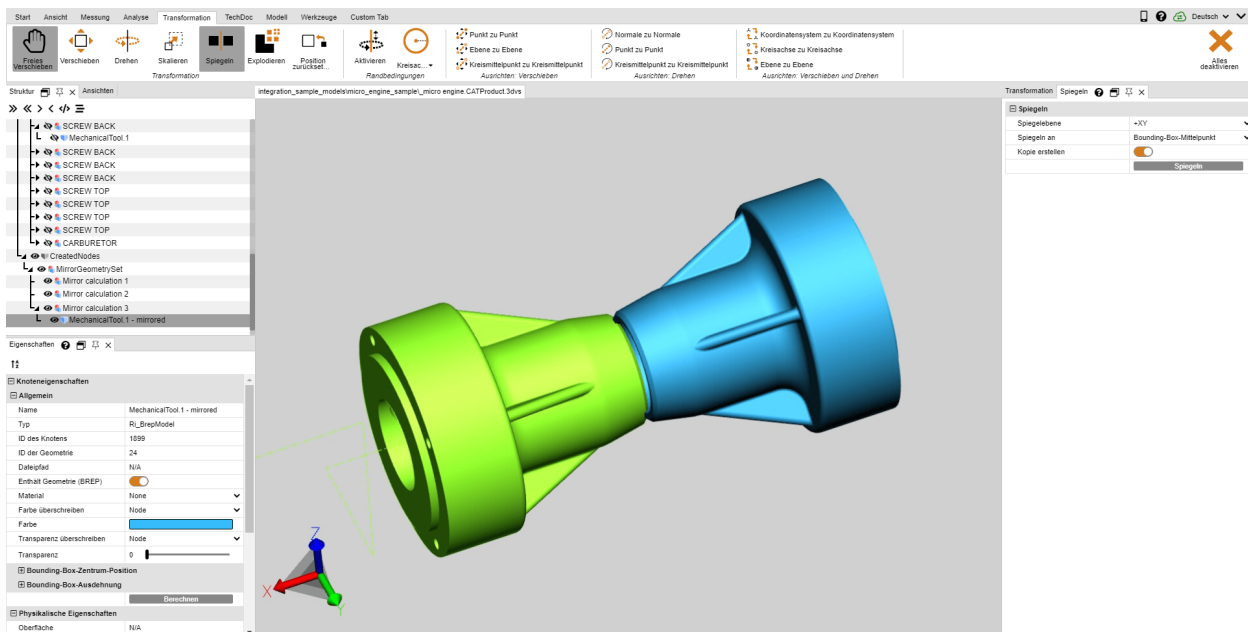 Start Ansicht Messung Analyse Transformation TechDoc Modell Werkzeuge Custom Tab
Deutsch
Freies Verschieben
Verschieben
Drehen
Skalieren
Spiegeln
Explodieren
Position zurückset...
Transformation
Aktivieren
Kreisac...
Randbedingungen
Punkt zu Punkt
Ebene zu Ebene
Kreismittelpunkt zu Kreismittelpunkt
Ausrichten: Verschieben
Normale zu Normale
Punkt zu Punkt
Kreismittelpunkt zu Kreismittelpunkt
Ausrichten: Drehen
Koordinatensystem zu Koordinatensystem
Kreisachse zu Kreisachse
Ebene zu Ebene
Ausrichten: Verschieben und Drehen
Alles deaktivieren
Struktur Ansichten
SCREW BACK
MechanicalTool.1
SCREW BACK
SCREW BACK
SCREW BACK
SCREW TOP
SCREW TOP
SCREW TOP
SCREW TOP
CARBURETOR
CreatedNodes
MirrorGeometrySet
Mirror calculation 1
Mirror calculation 2
Mirror calculation 3
MechanicalTool.1 - mirrored
Eigenschaften
Knoteneigenschaften
Allgemein
Name MechanicalTool.1 - mirrored
Typ Ri_BrepModel
ID des Knotens 1899
ID der Geometrie 24
Dateipfad N/A
Enthält Geometrie (BREP)
Material None
Farbe überschreiben Node
Farbe
Transparenz überschreiben Node
Transparenz 0
Bounding-Box-Zentrum-Position
Bounding-Box-Ausdehnung
Berechnen
Physikalische Eigenschaften
Oberfläche N/A
integration_sample_models\micro_engine_sample\_micro engine.CATProduct.3dvs
Z
X
Y
Transformation Spiegeln
Spiegeln
Spiegelebene +XY
Spiegeln an Bounding-Box-Mittelpunkt
Kopie erstellen
Spiegeln